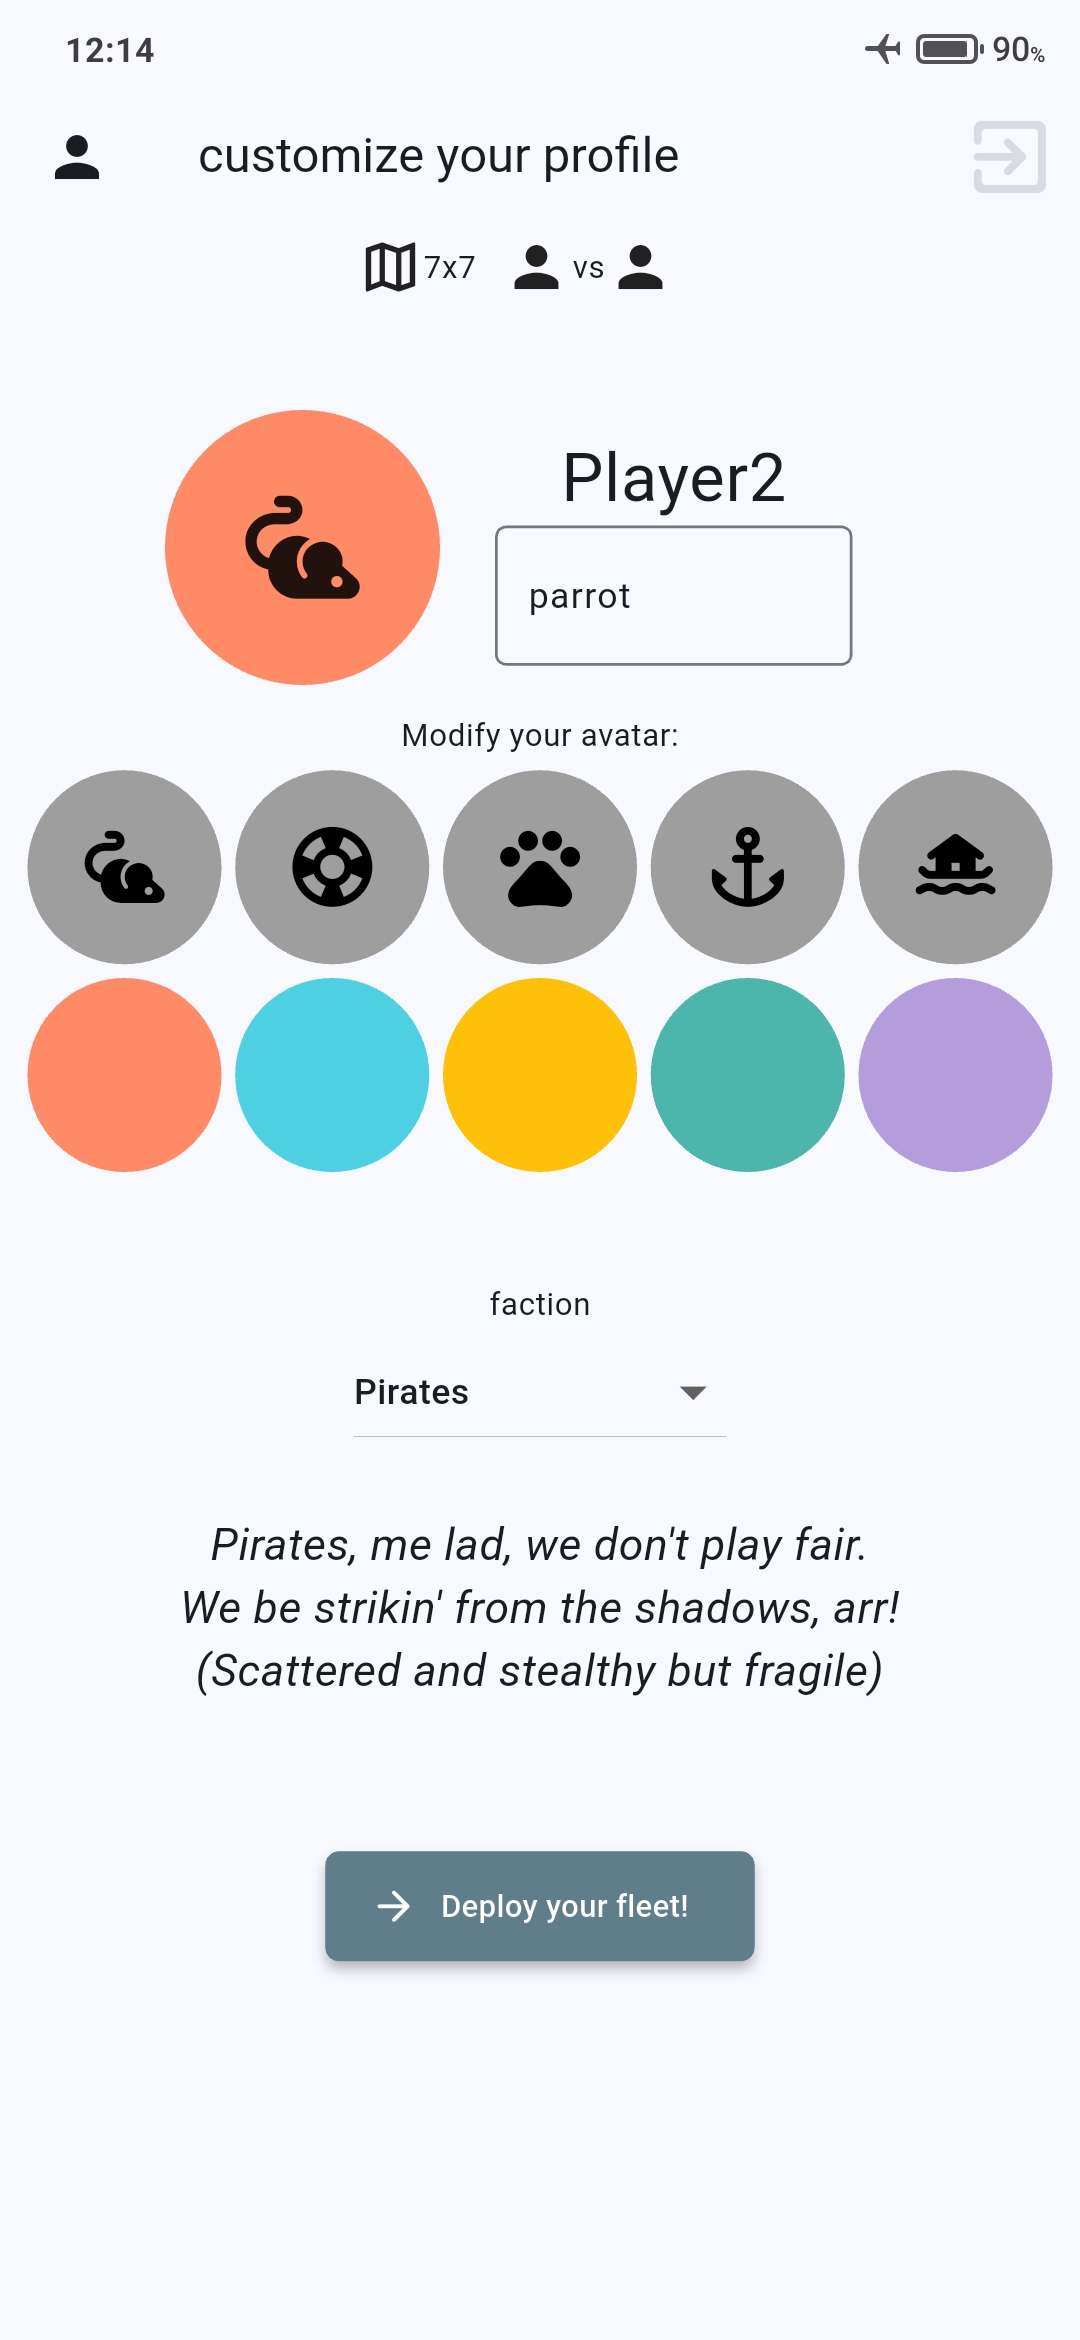 12:14
90%
customize your profile
7x7 vs
Player2
parrot
Modify your avatar:
faction
Pirates
Pirates, me lad, we don't play fair.
We be strikin' from the shadows, arr!
(Scattered and stealthy but fragile)
Deploy your fleet!